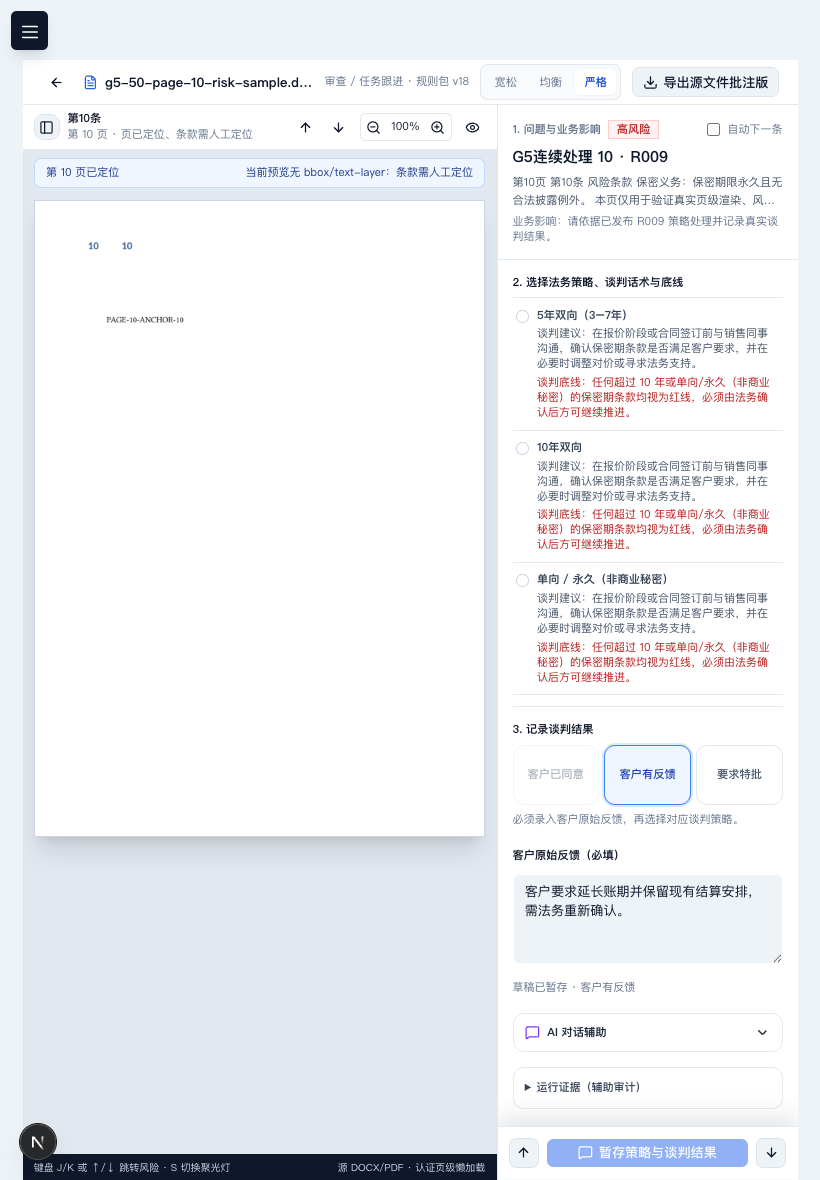 g5-50-page-10-risk-sample.d...
审查 / 任务跟进 · 规则包 v18
宽松
均衡
严格
导出源文件批注版
第10条
第 10 页 · 页已定位、条款需人工定位
100%
第 10 页已定位
当前预览无 bbox/text-layer：条款需人工定位
10 10
PAGE-10-ANCHOR-10
1. 问题与业务影响
高风险
自动下一条
G5连续处理 10 · R009
第10页 第10条 风险条款 保密义务：保密期限永久且无
合法披露例外。 本页仅用于验证真实页级渲染、风...
业务影响：请依据已发布 R009 策略处理并记录真实谈
判结果。
2. 选择法务策略、谈判话术与底线
5年双向（3—7年）
谈判建议：在报价阶段或合同签订前与销售同事
沟通，确认保密期条款是否满足客户要求，并在
必要时调整对价或寻求法务支持。
谈判底线：任何超过 10 年或单向/永久（非商业
秘密）的保密期条款均视为红线，必须由法务确
认后方可继续推进。
10年双向
谈判建议：在报价阶段或合同签订前与销售同事
沟通，确认保密期条款是否满足客户要求，并在
必要时调整对价或寻求法务支持。
谈判底线：任何超过 10 年或单向/永久（非商业
秘密）的保密期条款均视为红线，必须由法务确
认后方可继续推进。
单向 / 永久（非商业秘密）
谈判建议：在报价阶段或合同签订前与销售同事
沟通，确认保密期条款是否满足客户要求，并在
必要时调整对价或寻求法务支持。
谈判底线：任何超过 10 年或单向/永久（非商业
秘密）的保密期条款均视为红线，必须由法务确
认后方可继续推进。
3. 记录谈判结果
客户已同意
客户有反馈
要求特批
必须录入客户原始反馈，再选择对应谈判策略。
客户原始反馈（必填）
客户要求延长账期并保留现有结算安排，
需法务重新确认。
草稿已暂存 · 客户有反馈
AI 对话辅助
运行证据（辅助审计）
暂存策略与谈判结果
N
键盘 J/K 或 ↑/↓ 跳转风险 · S 切换聚光灯
源 DOCX/PDF · 认证页级懒加载